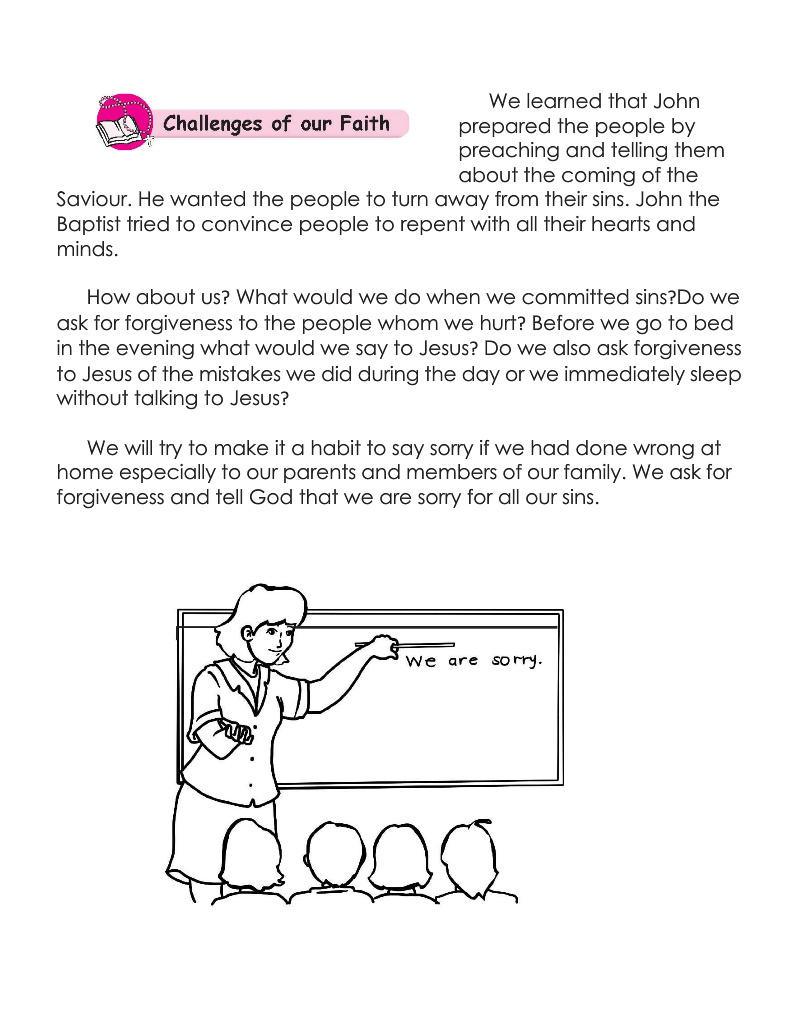 Challenges of our Faith
We learned that John
prepared the people by
preaching and telling them
about the coming of the
Saviour. He wanted the people to turn away from their sins. John the
Baptist tried to convince people to repent with all their hearts and
minds.
How about us? What would we do when we committed sins?Do we
ask for forgiveness to the people whom we hurt? Before we go to bed
in the evening what would we say to Jesus? Do we also ask forgiveness
to Jesus of the mistakes we did during the day or we immediately sleep
without talking to Jesus?
We will try to make it a habit to say sorry if we had done wrong at
home especially to our parents and members of our family. We ask for
forgiveness and tell God that we are sorry for all our sins.
We are sorry.